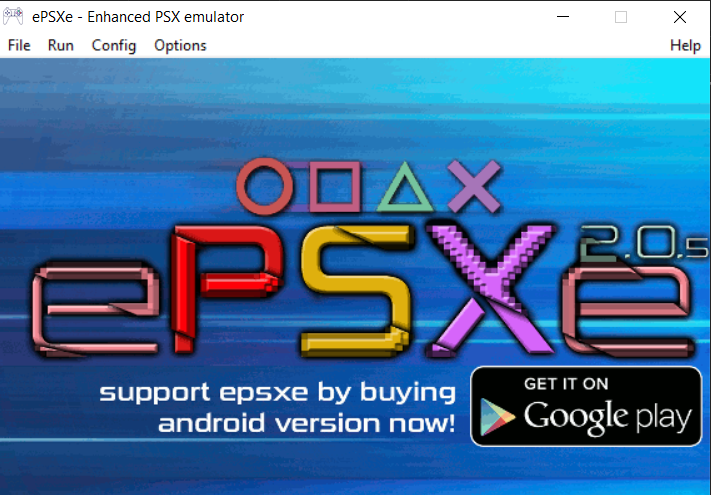 ePSXe - Enhanced PSX emulator
File Run Config Options Help
2.0.5
ePSXe
support epsxe by buying
android version now!
GET IT ON
Google play